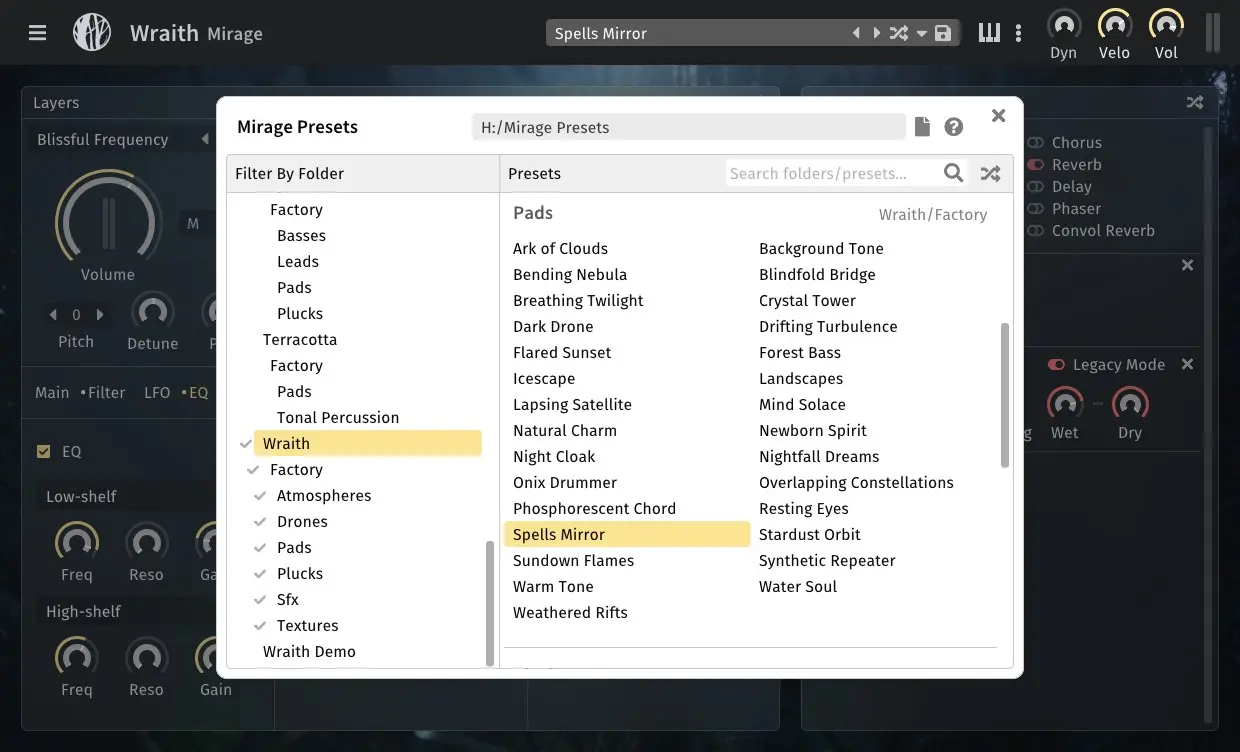 Wraith Mirage
Spells Mirror
Dyn
Velo
Vol
Layers
Blissful Frequency
M
Volume
0
Pitch
Detune
Main
Filter
LFO
EQ
EQ
Low-shelf
Freq
Reso
High-shelf
Freq
Reso
Gain
Mirage Presets
H:/Mirage Presets
?
Filter By Folder
Factory
Basses
Leads
Pads
Plucks
Terracotta
Factory
Pads
Tonal Percussion
Wraith
Factory
Atmospheres
Drones
Pads
Plucks
Sfx
Textures
Wraith Demo
Presets
Search folders/presets...
Pads
Wraith/Factory
Ark of Clouds
Background Tone
Bending Nebula
Blindfold Bridge
Breathing Twilight
Crystal Tower
Dark Drone
Drifting Turbulence
Flared Sunset
Forest Bass
Icescape
Landscapes
Lapsing Satellite
Mind Solace
Natural Charm
Newborn Spirit
Night Cloak
Nightfall Dreams
Onix Drummer
Overlapping Constellations
Phosphorescent Chord
Resting Eyes
Spells Mirror
Stardust Orbit
Sundown Flames
Synthetic Repeater
Warm Tone
Water Soul
Weathered Rifts
Chorus
Reverb
Delay
Phaser
Convol Reverb
Legacy Mode
Wet
Dry